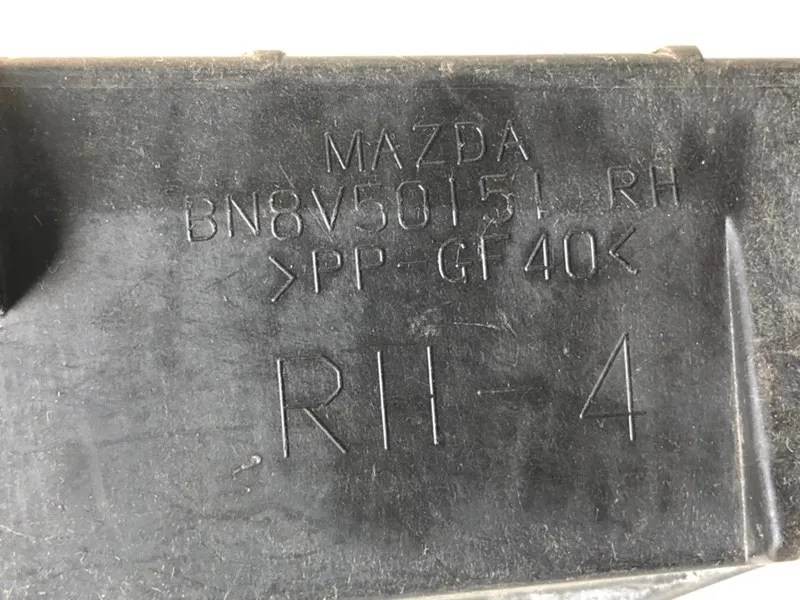 MAZDA
BN8V50151 RH
>PP-GF40<
RH-4